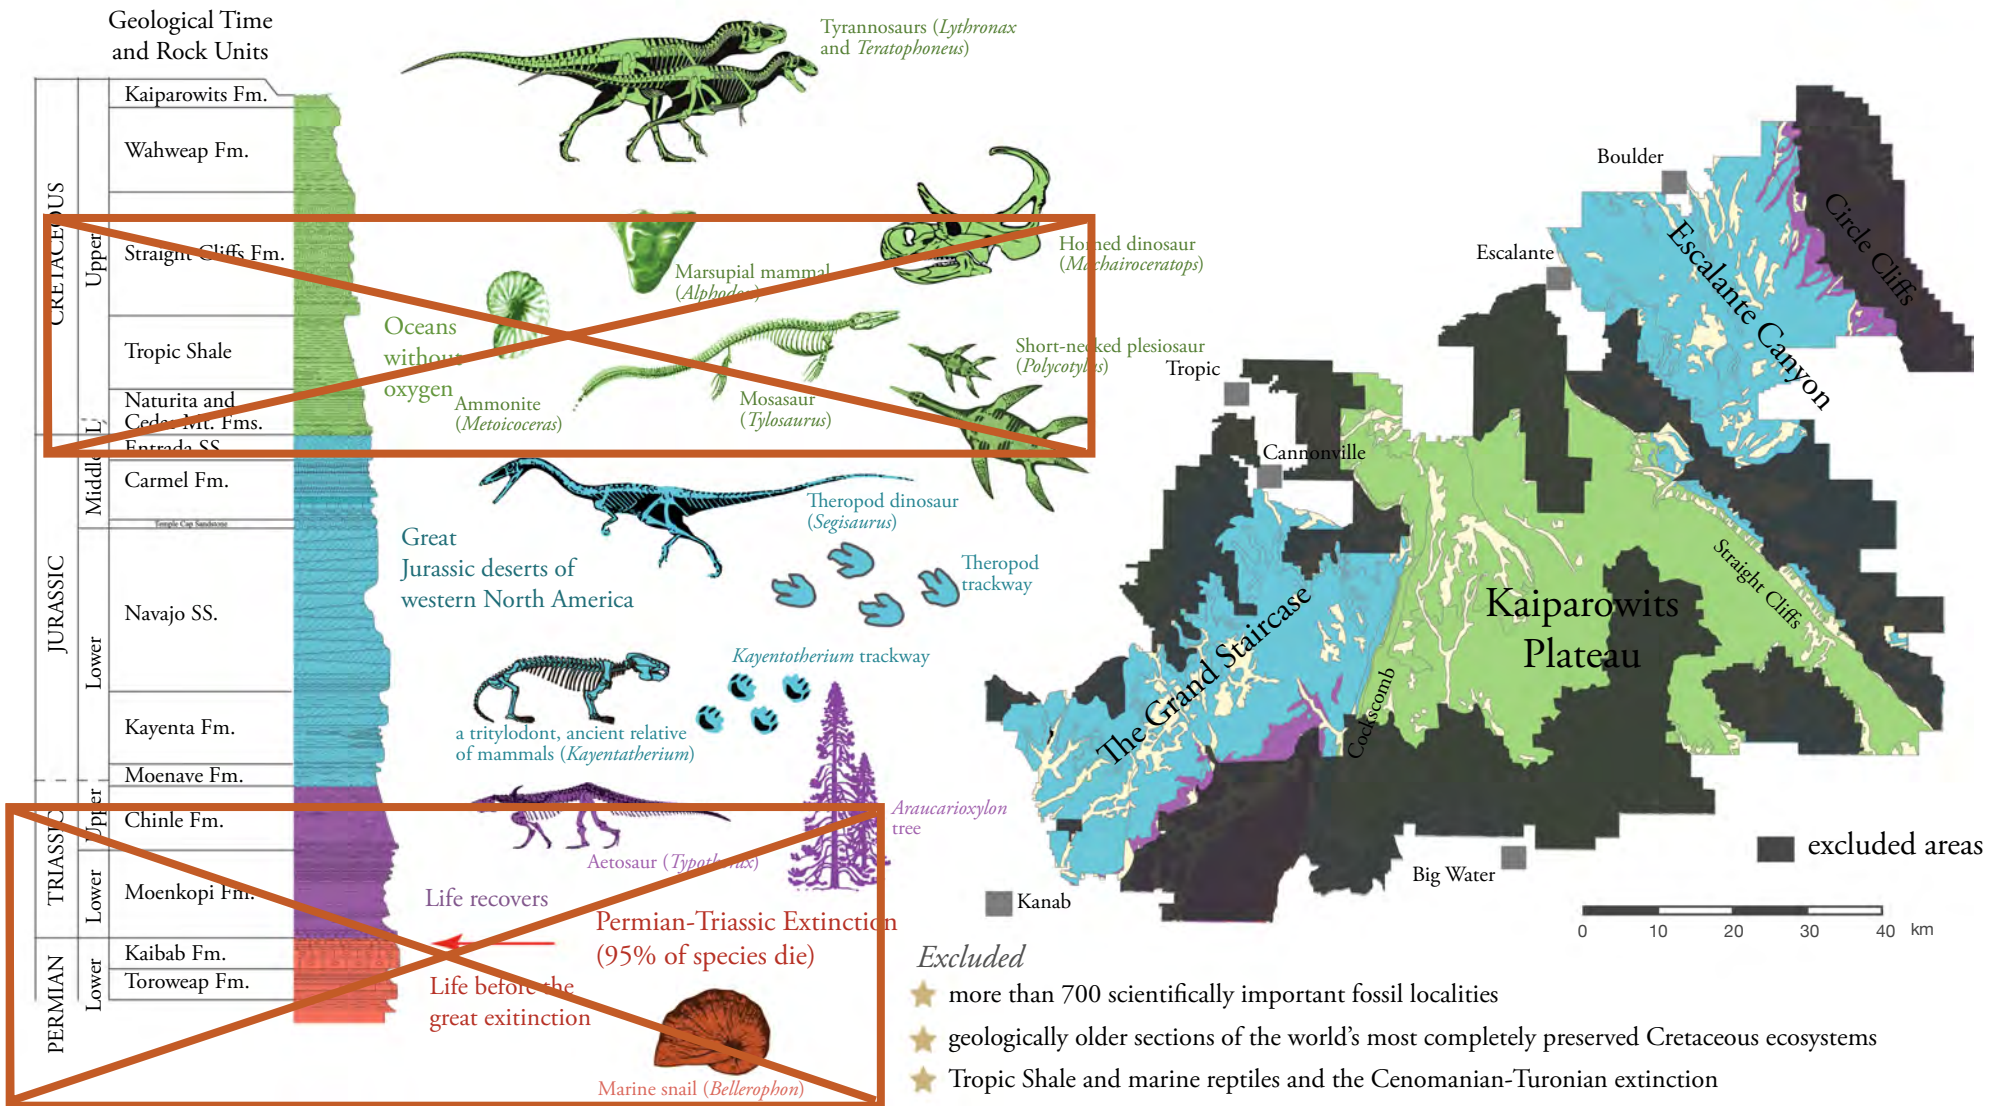 Geological Time
and Rock Units
Kaiparowits Fm.
Wahweap Fm.
Straight Cliffs Fm.
Tropic Shale
Naturita and
Cedar Mt. Fms.
Entrada SS
Carmel Fm.
Temple Cap Sandstone
Navajo SS.
Kayenta Fm.
Moenave Fm.
Chinle Fm.
Moenkopi Fm.
Kaibab Fm.
Toroweap Fm.
CRETACEOUS
JURASSIC
TRIASSIC
PERMIAN
Upper
L
Middle
Lower
Upper
Lower
Lower
Tyrannosaurs (Lythronax
and Teratophoneus)
Horned dinosaur
(Machairoceratops)
Marsupial mammal
(Alphodon)
Oceans
without
oxygen
Ammonite
(Metoicoceras)
Mosasaur
(Tylosaurus)
Short-necked plesiosaur
(Polycotylus)
Theropod dinosaur
(Segisaurus)
Great
Jurassic deserts of
western North America
Theropod
trackway
Kayentotherium trackway
a tritylodont, ancient relative
of mammals (Kayentatherium)
Araucarioxylon
tree
Aetosaur (Typothorax)
Life recovers
Permian-Triassic Extinction
(95% of species die)
Life before the
great exitinction
Marine snail (Bellerophon)
Boulder
Escalante
Tropic
Cannonville
Circle Cliffs
Escalante Canyon
Straight Cliffs
Kaiparowits
Plateau
The Grand Staircase
Cockscomb
Big Water
Kanab
excluded areas
0 10 20 30 40 km
Excluded
more than 700 scientifically important fossil localities
geologically older sections of the world's most completely preserved Cretaceous ecosystems
Tropic Shale and marine reptiles and the Cenomanian-Turonian extinction